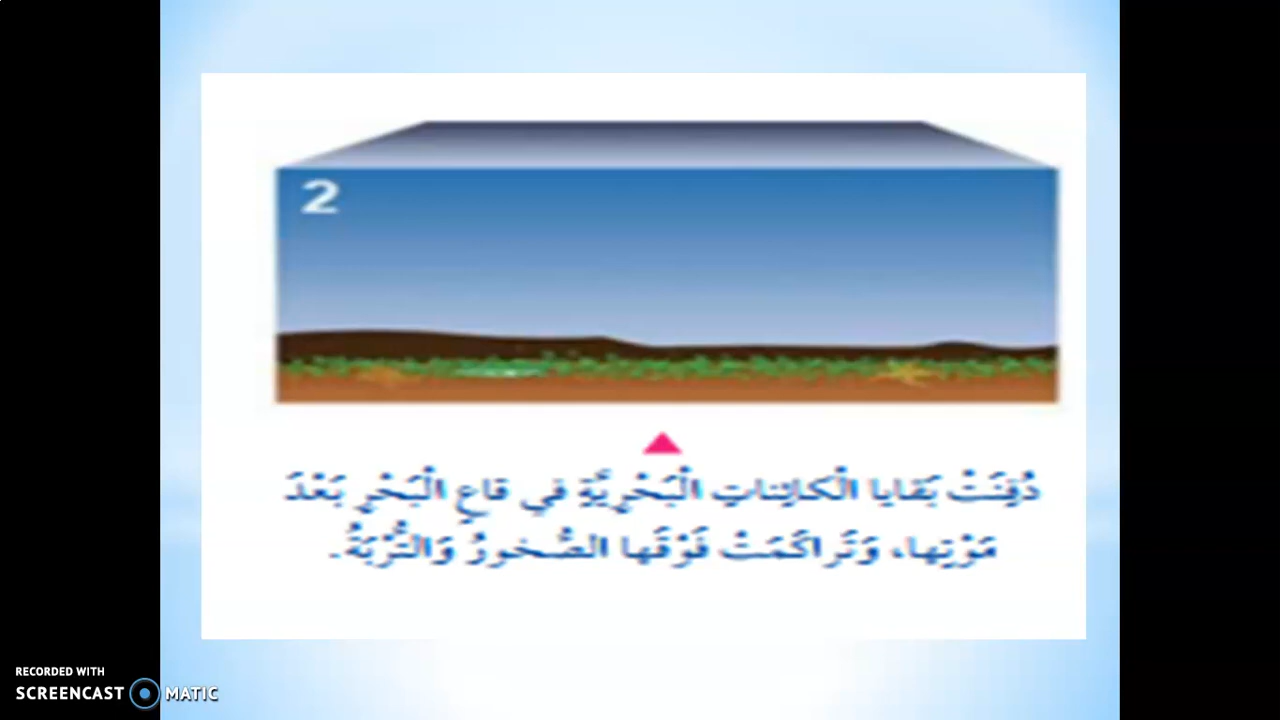 2
دُفِنَتْ بَقايا الْكائِناتِ الْبَحْرِيَّةِ في قاعِ الْبَحْرِ بَعْدَ
مَوْتِها، وَتَراكَمَتْ فَوْقَها الصُّخورُ وَالتُّرْبَةُ.
RECORDED WITH
SCREENCAST MATIC